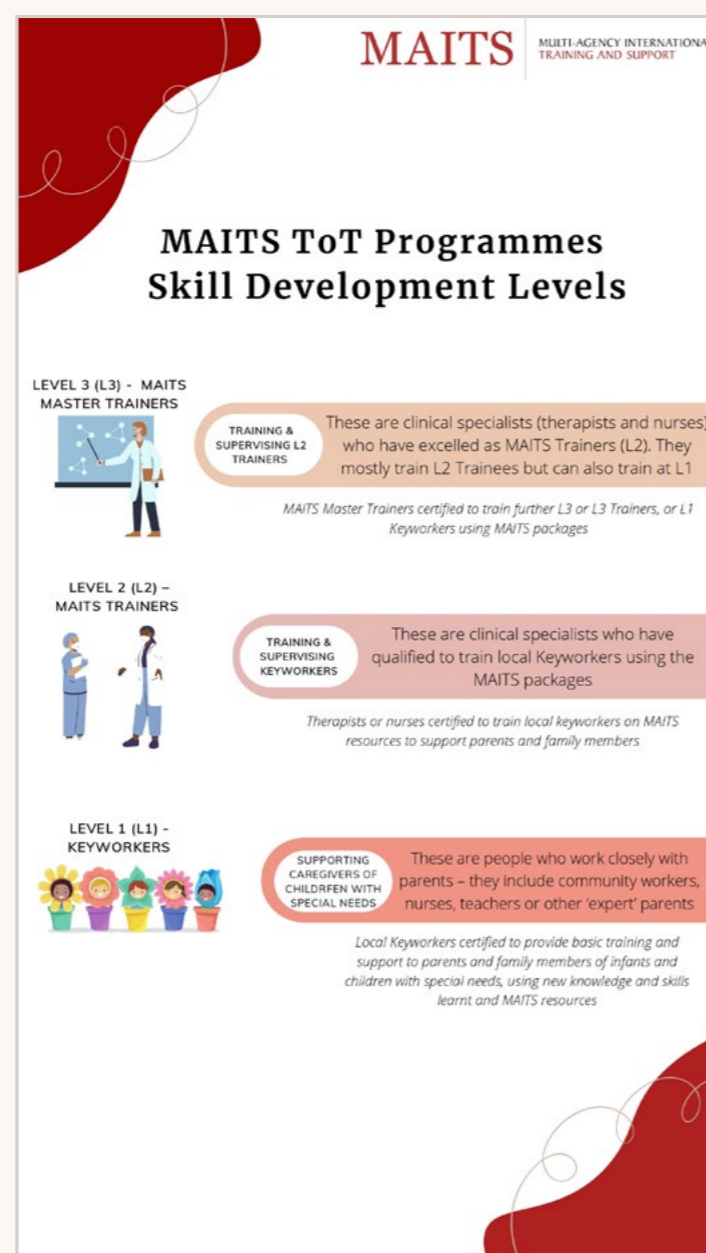 MAITS
MULTI-AGENCY INTERNATIONA
TRAINING AND SUPPORT
MAITS ToT Programmes
Skill Development Levels
LEVEL 3 (L3) - MAITS
MASTER TRAINERS
TRAINING &
SUPERVISING L2
TRAINERS
These are clinical specialists (therapists and nurses)
who have excelled as MAITS Trainers (L2). They
mostly train L2 Trainees but can also train at L1
MAITS Master Trainers certified to train further L3 or L3 Trainers, or L1
Keyworkers using MAITS packages
LEVEL 2 (L2) –
MAITS TRAINERS
TRAINING &
SUPERVISING
KEYWORKERS
These are clinical specialists who have
qualified to train local Keyworkers using the
MAITS packages
Therapists or nurses certified to train local keyworkers on MAITS
resources to support parents and family members
LEVEL 1 (L1) -
KEYWORKERS
SUPPORTING
CAREGIVERS OF
CHILDRFEN WITH
SPECIAL NEEDS
These are people who work closely with
parents – they include community workers,
nurses, teachers or other ‘expert’ parents
Local Keyworkers certified to provide basic training and
support to parents and family members of infants and
children with special needs, using new knowledge and skills
learnt and MAITS resources